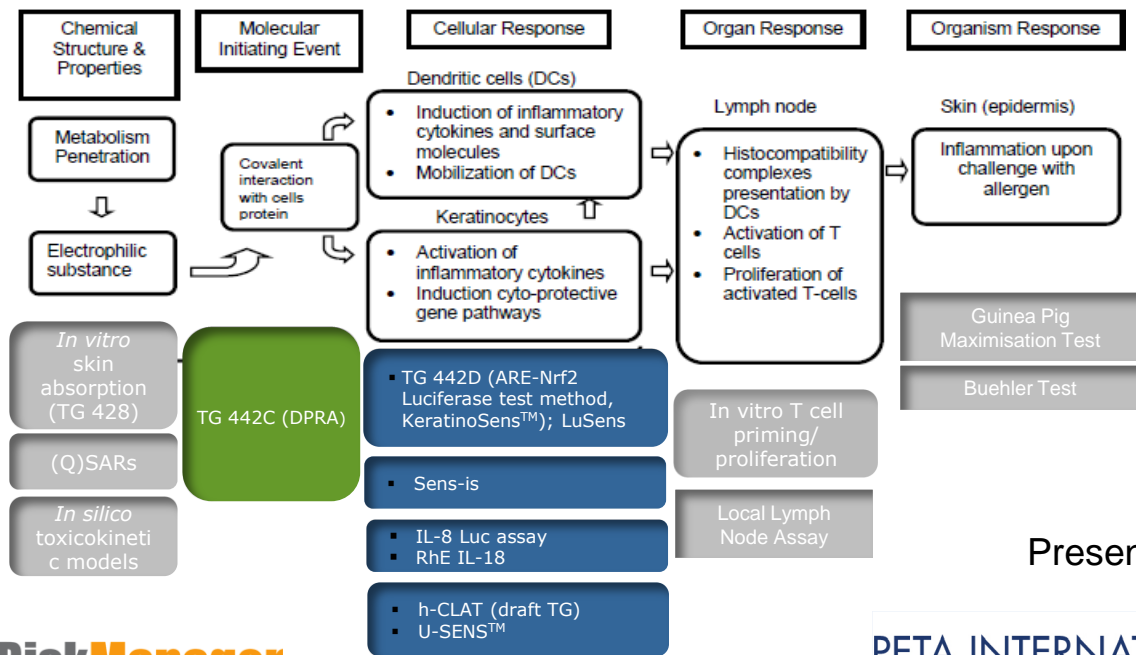 Chemical
Structure &
Properties
Molecular
Initiating Event
Cellular Response
Organ Response
Organism Response
Metabolism
Penetration
Electrophilic
substance
Covalent
interaction
with cells
protein
Dendritic cells (DCs)
• Induction of inflammatory
cytokines and surface
molecules
• Mobilization of DCs
Keratinocytes
• Activation of
inflammatory cytokines
• Induction cyto-protective
gene pathways
Lymph node
• Histocompatibility
complexes
presentation by
DCs
• Activation of T
cells
• Proliferation of
activated T-cells
Skin (epidermis)
Inflammation upon
challenge with
allergen
In vitro
skin
absorption
(TG 428)
(Q)SARs
In silico
toxicokineti
c models
TG 442C (DPRA)
▪ TG 442D (ARE-Nrf2
Luciferase test method,
KeratinoSens™); LuSens
▪ Sens-is
▪ IL-8 Luc assay
▪ RhE IL-18
▪ h-CLAT (draft TG)
▪ U-SENS™
In vitro T cell
priming/
proliferation
Local Lymph
Node Assay
Guinea Pig
Maximisation Test
Buehler Test
Presen
RiskManager
PETA INTERNAT